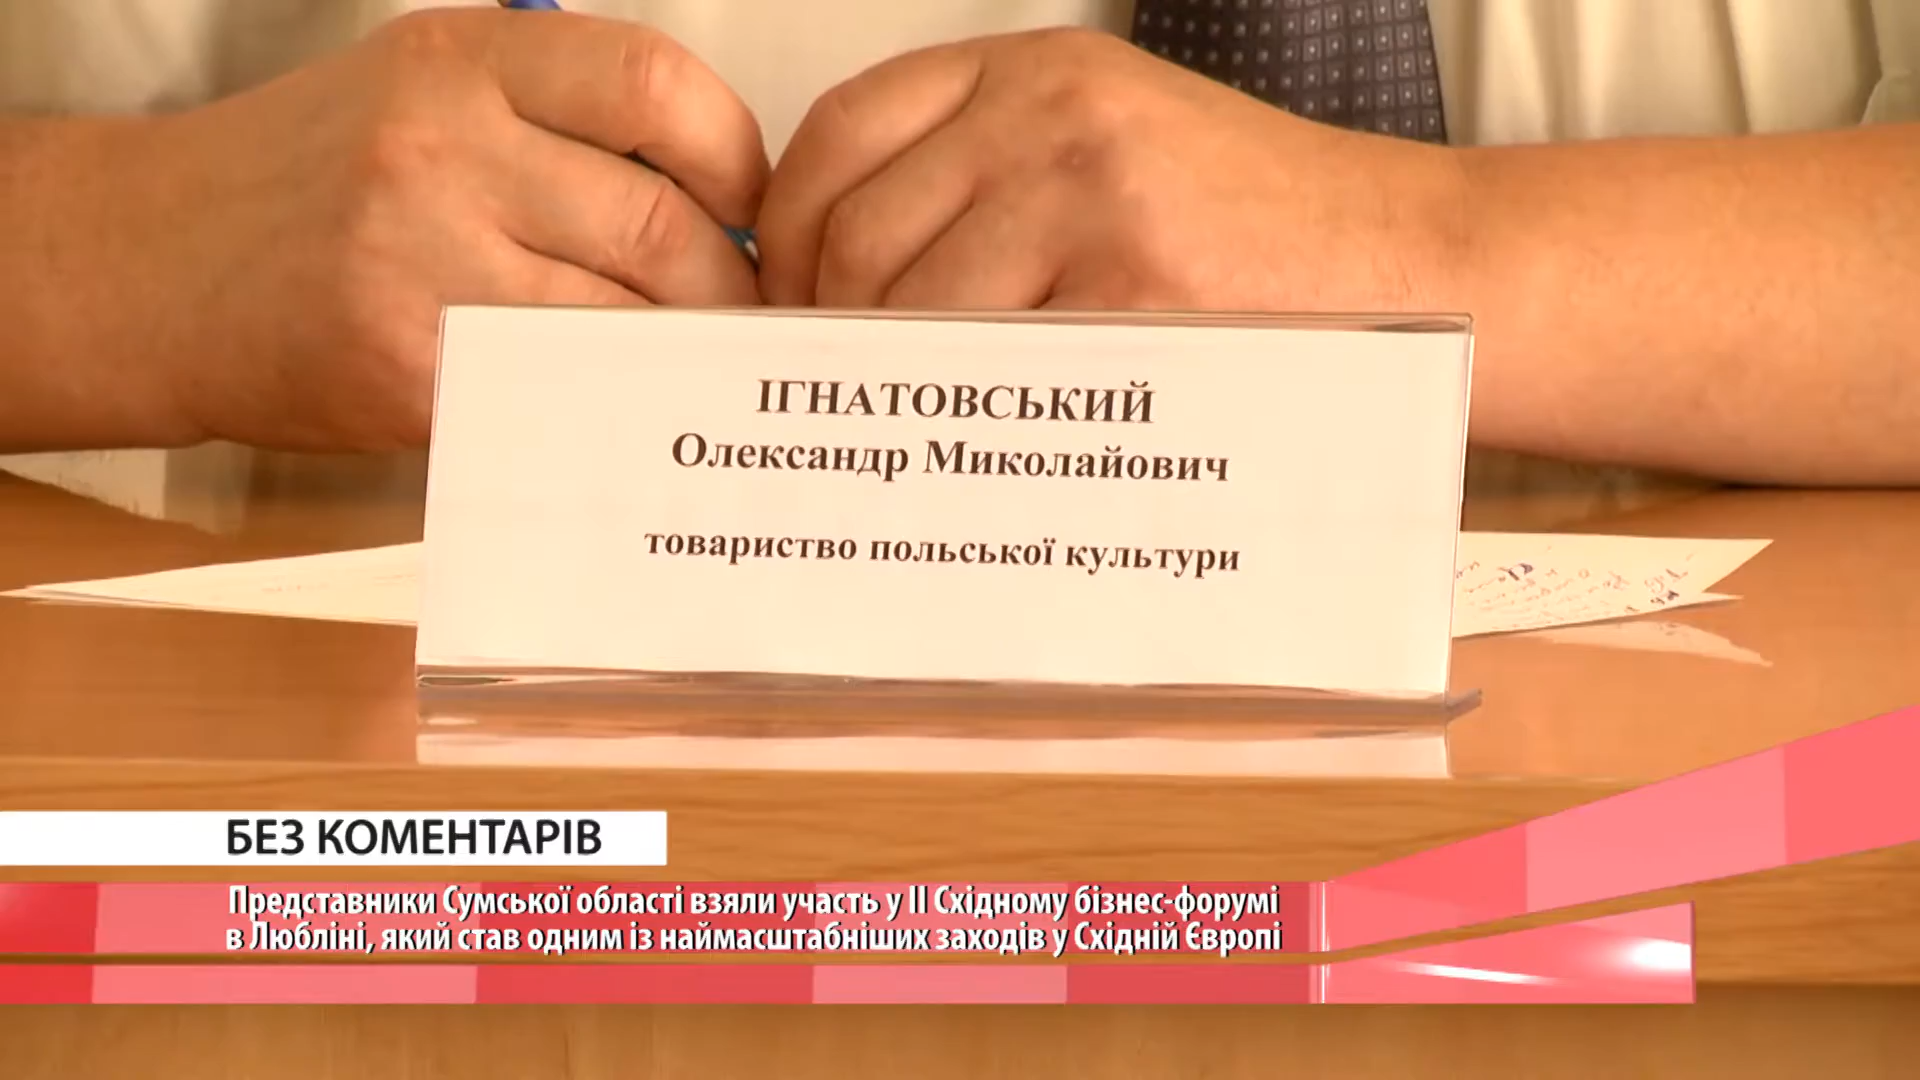 ІГНАТОВСЬКИЙ
Олександр Миколайович
товариство польської культури
БЕЗ КОМЕНТАРІВ
Представники Сумської області взяли участь у ІІ Східному бізнес-форумі
в Любліні, який став одним із наймасштабніших заходів у Східній Європі